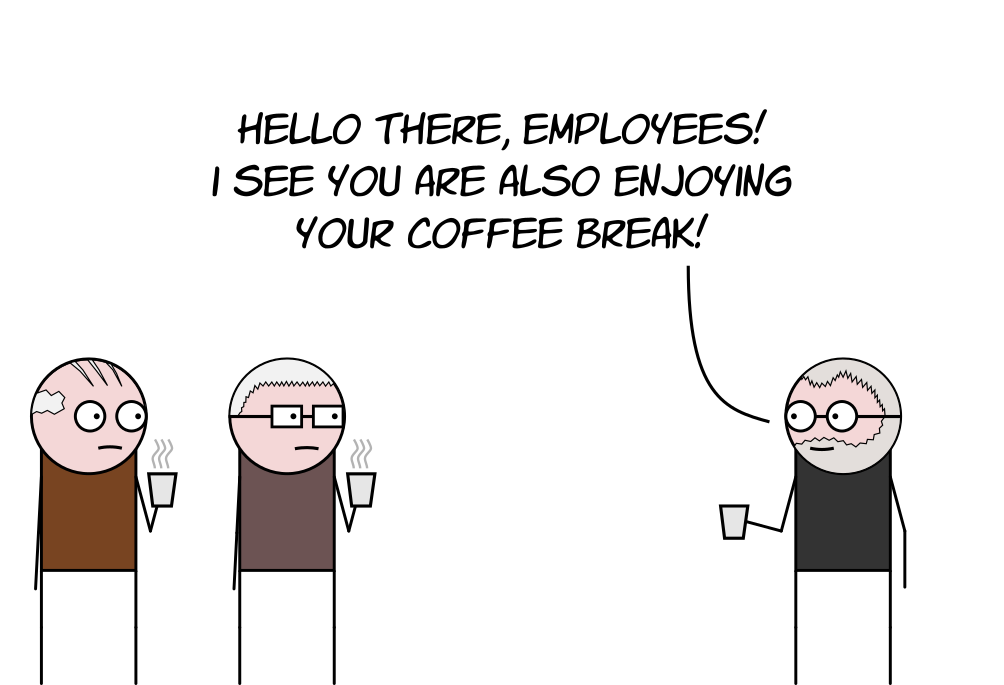 HELLO THERE, EMPLOYEES!
I SEE YOU ARE ALSO ENJOYING
YOUR COFFEE BREAK!